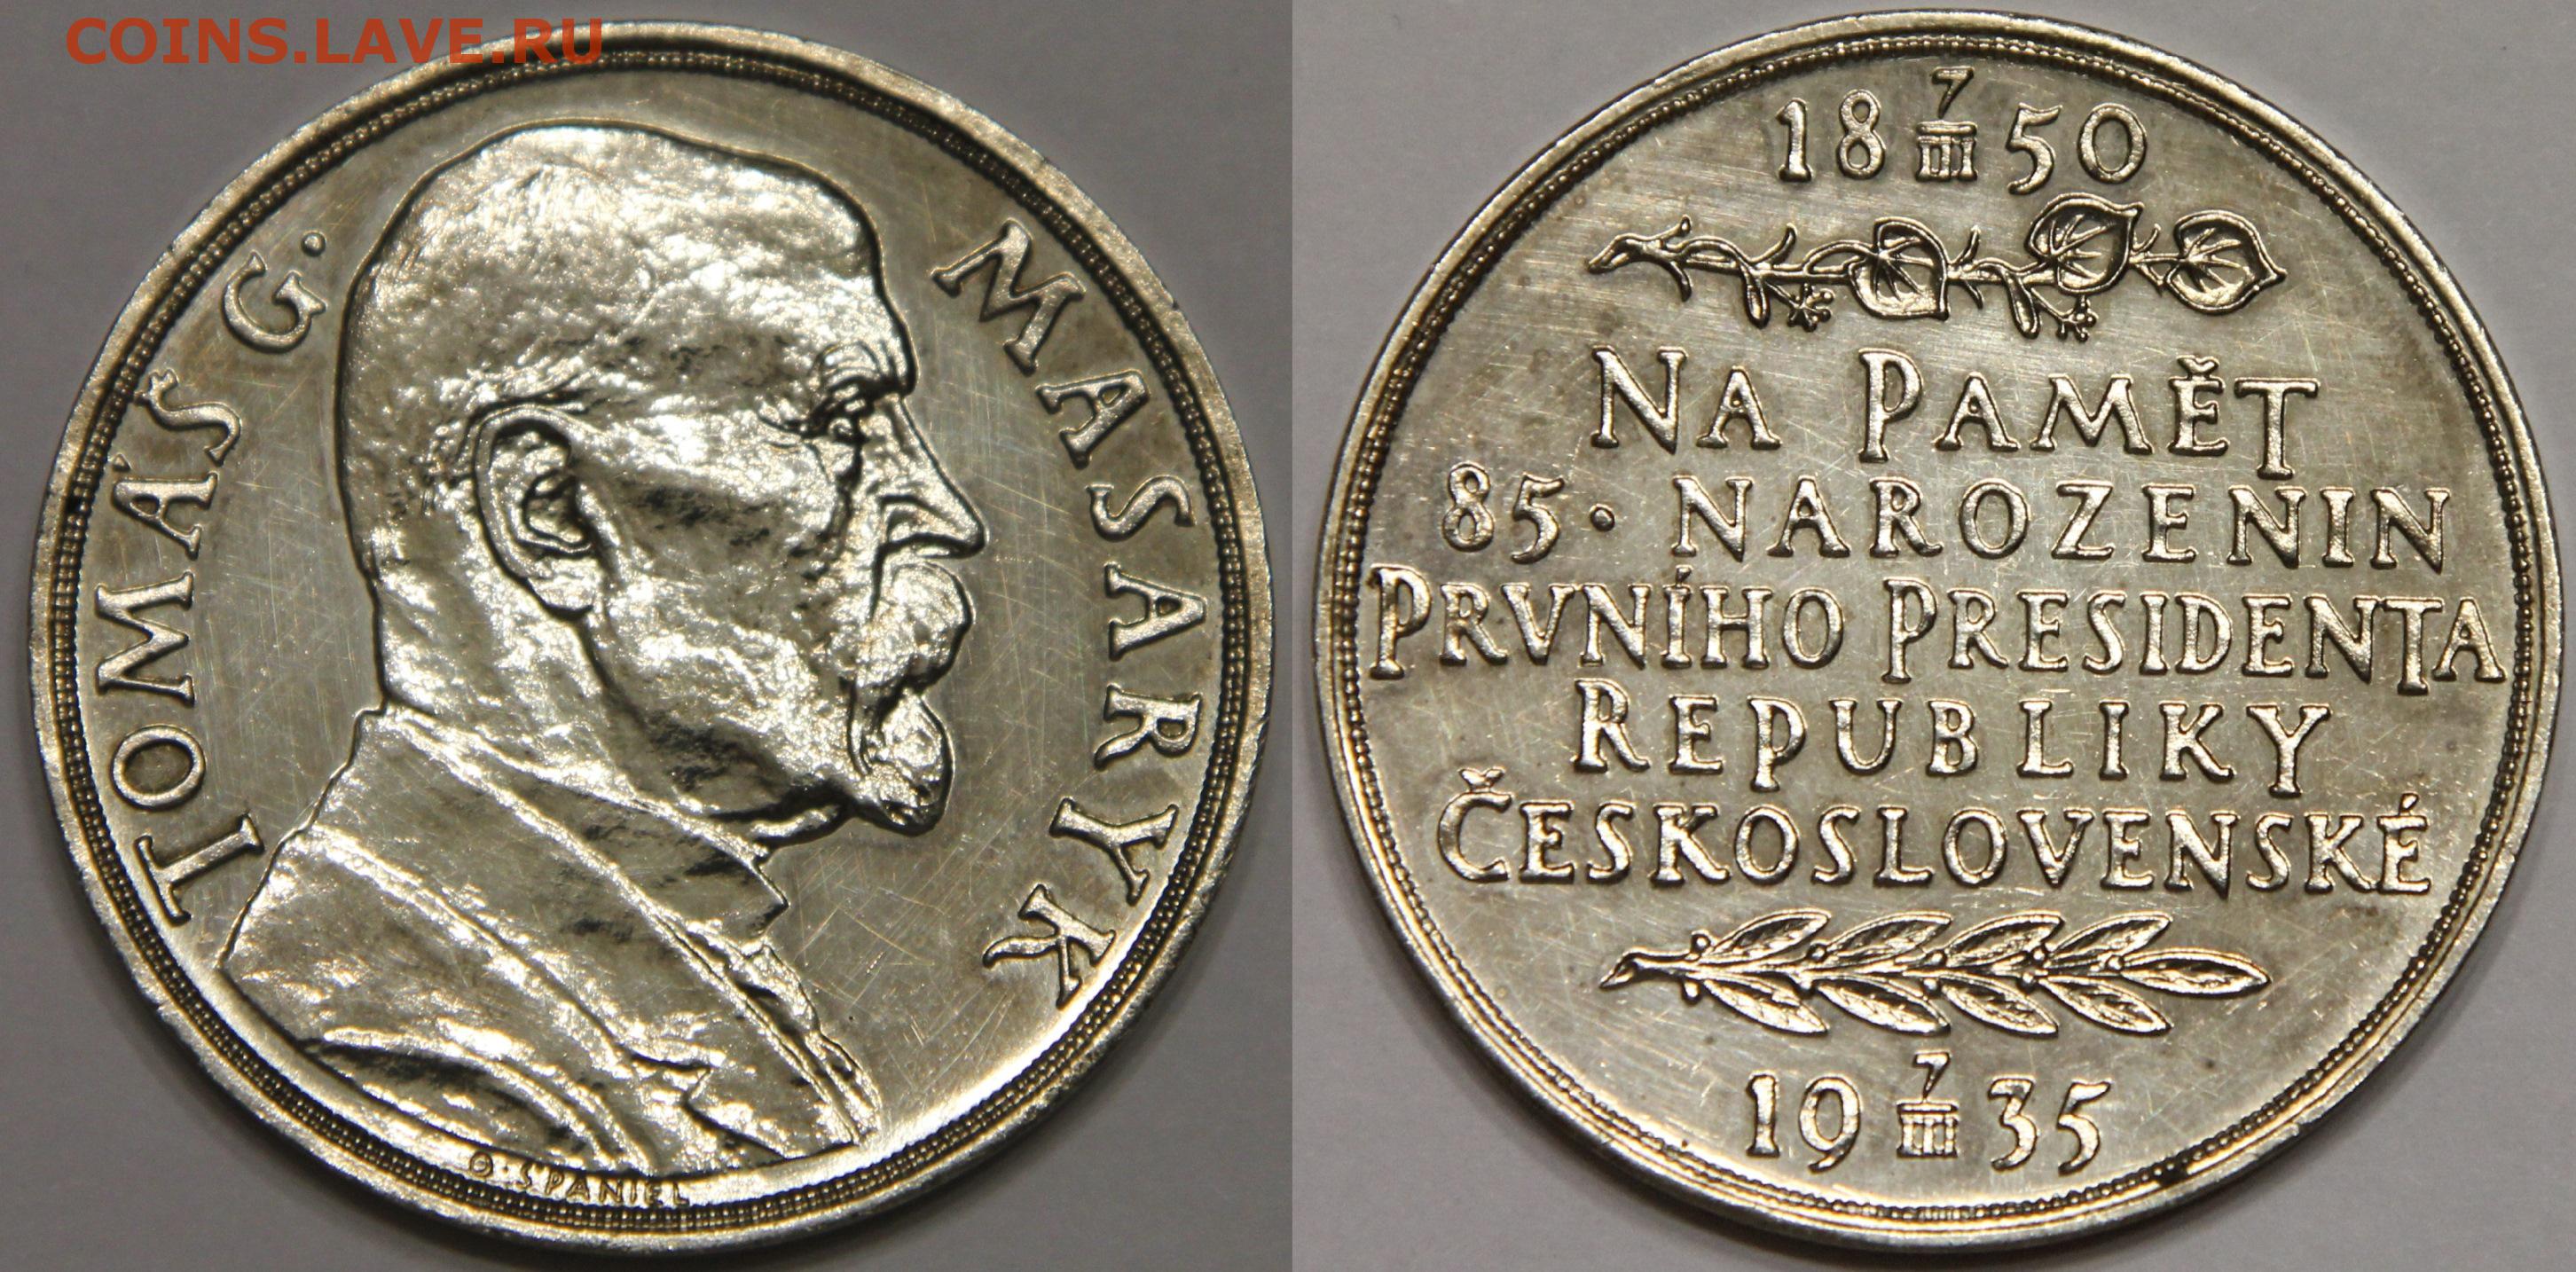 COINS.LAVE.RU
TOMÁŠ G. MASARYK
O. SPANIEL
18 7/III 50
NA PAMĚT
85. NAROZENIN
PRVNÍHO PRESIDENTA
REPUBLIKY
ČESKOSLOVENSKÉ
19 7/III 35